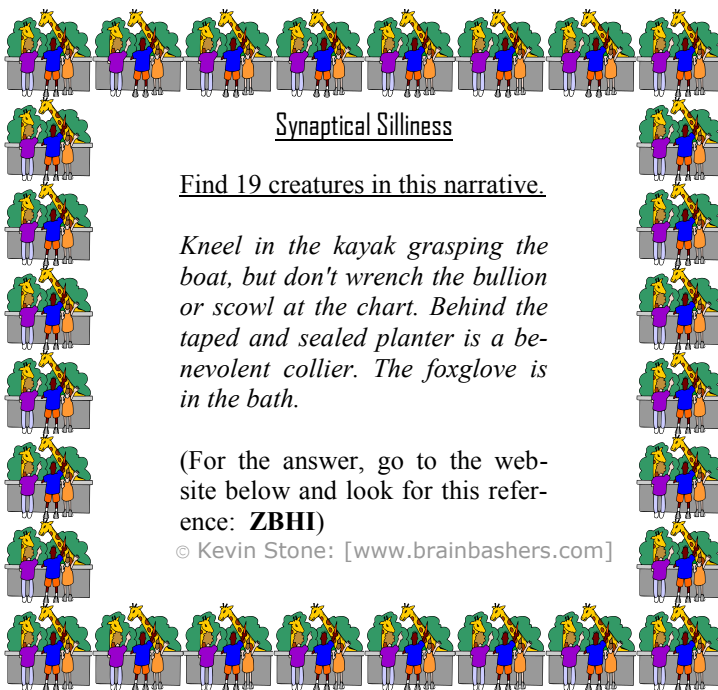 Synaptical Silliness
Find 19 creatures in this narrative.
Kneel in the kayak grasping the
boat, but don't wrench the bullion
or scowl at the chart. Behind the
taped and sealed planter is a be-
nevolent collier. The foxglove is
in the bath.
(For the answer, go to the web-
site below and look for this refer-
ence: ZBHI)
© Kevin Stone: [www.brainbashers.com]